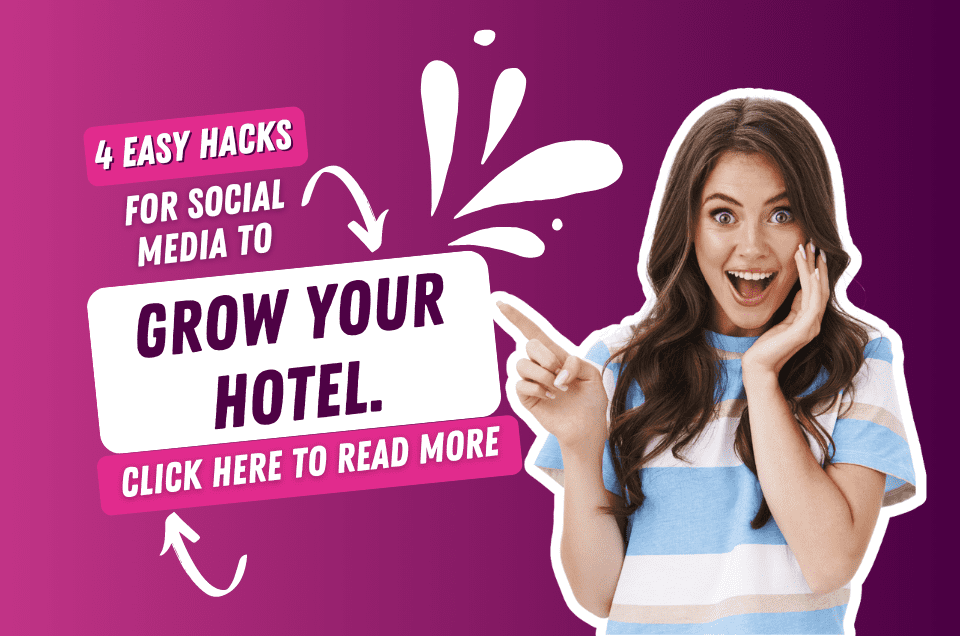 4 EASY HACKS
FOR SOCIAL
MEDIA TO
GROW YOUR
HOTEL.
CLICK HERE TO READ MORE